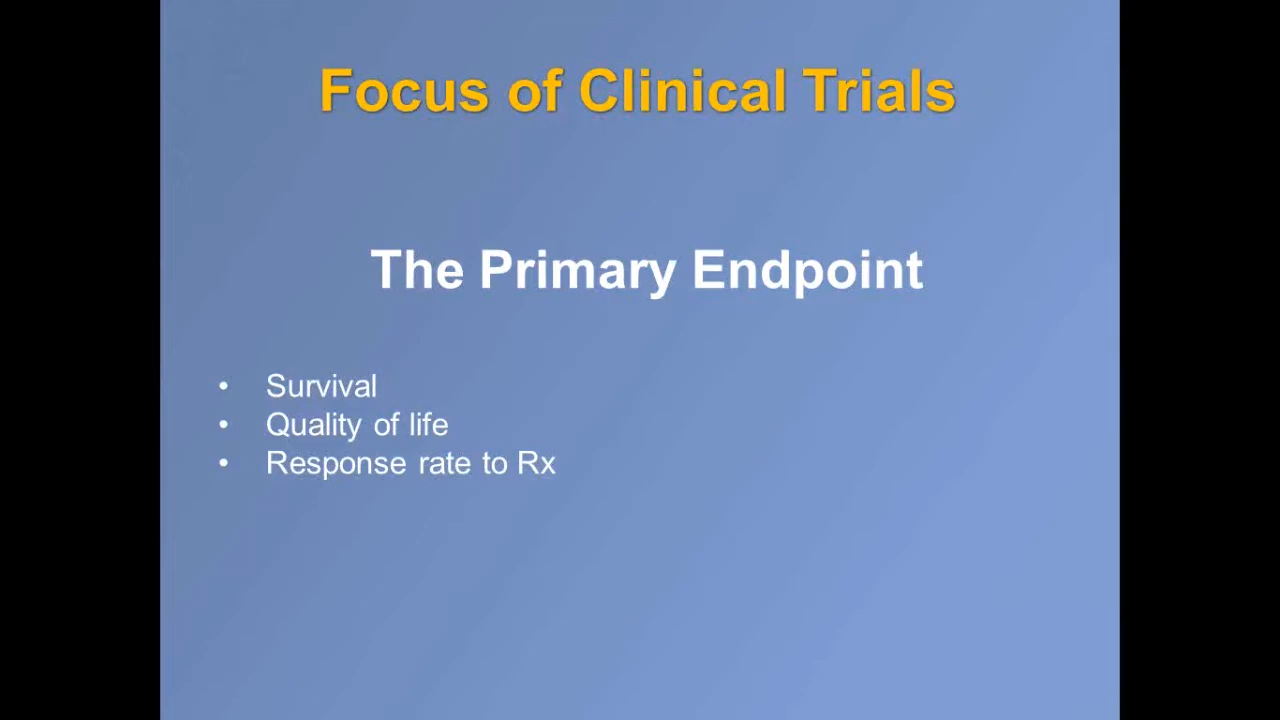 Focus of Clinical Trials
The Primary Endpoint
• Survival
• Quality of life
• Response rate to Rx